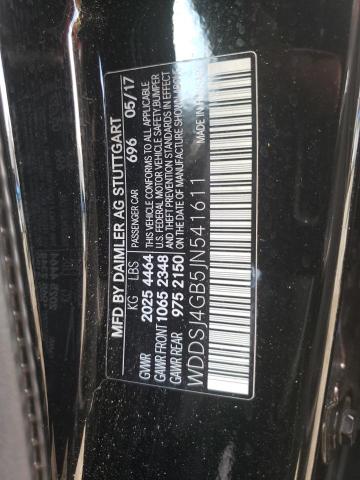 MFD BY DAIMLER AG STUTTGART
KG LBS PASSENGER CAR 696 05/17
GVWR 2025 4464 THIS VEHICLE CONFORMS TO ALL APPLICABLE
GAWR FRONT 1065 2348 U.S. FEDERAL MOTOR VEHICLE SAFETY, BUMPER
GAWR REAR 975 2150 AND THEFT PREVENTION STANDARDS IN EFFECT
ON THE DATE OF MANUFACTURE SHOWN ABOVE
WDDSJ4GB5JN541611
MADE IN